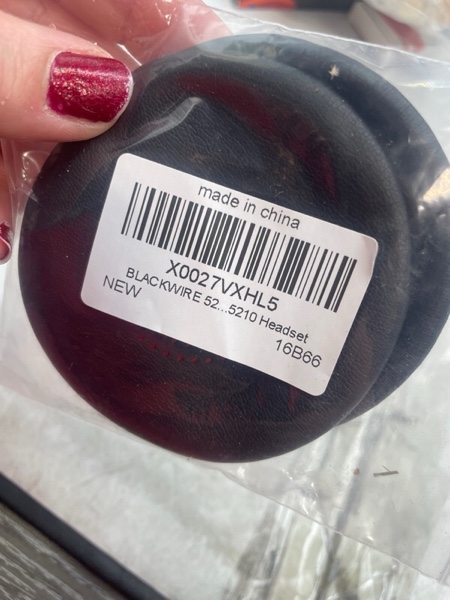 made in china
X0027VXHL5
BLACKWIRE 52...5210 Headset
NEW
16B66